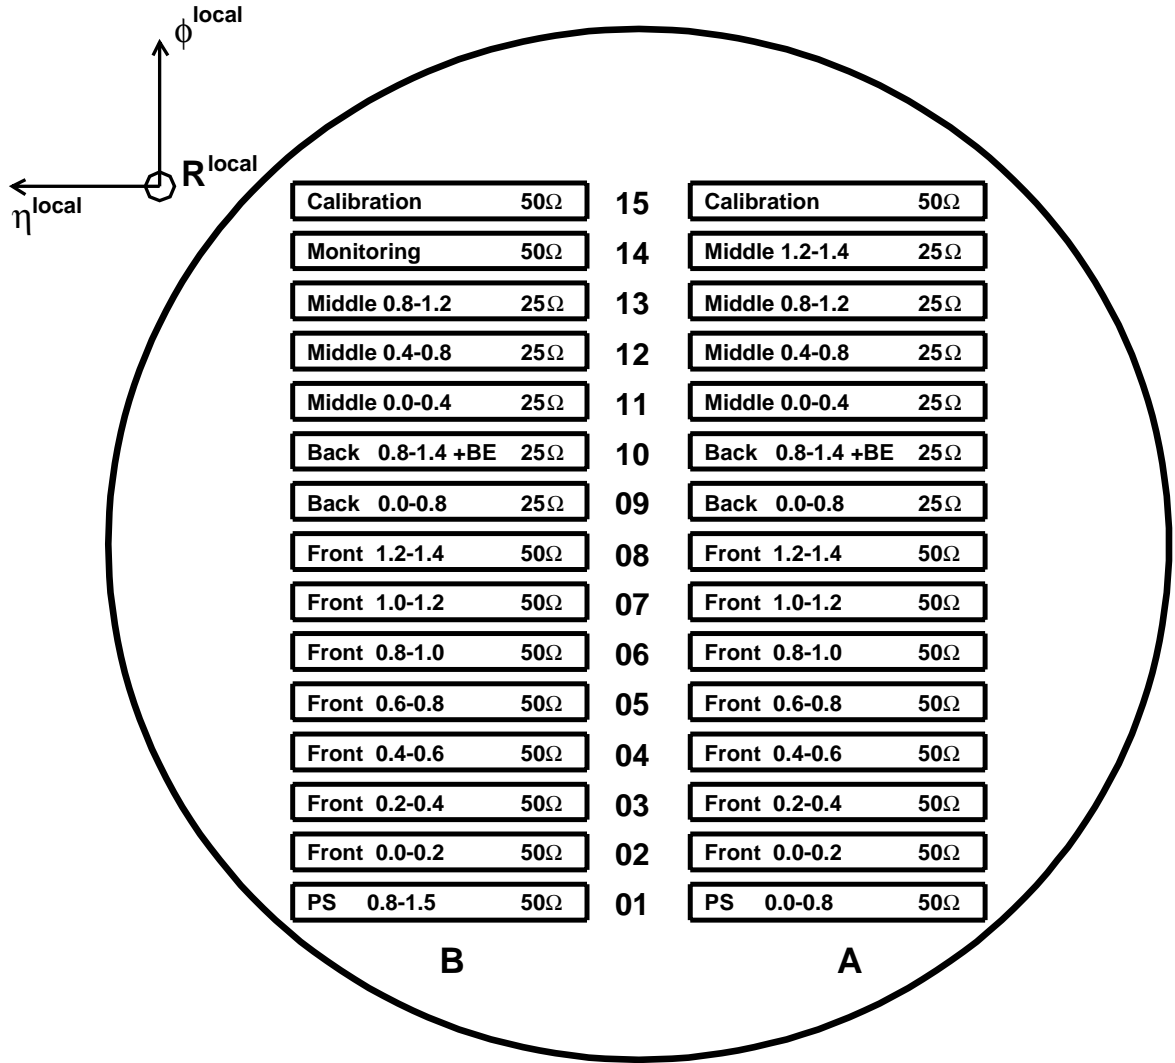 ϕlocal
Rlocal
ηlocal
Calibration 50Ω 15 Calibration 50Ω
Monitoring 50Ω 14 Middle 1.2-1.4 25Ω
Middle 0.8-1.2 25Ω 13 Middle 0.8-1.2 25Ω
Middle 0.4-0.8 25Ω 12 Middle 0.4-0.8 25Ω
Middle 0.0-0.4 25Ω 11 Middle 0.0-0.4 25Ω
Back 0.8-1.4 +BE 25Ω 10 Back 0.8-1.4 +BE 25Ω
Back 0.0-0.8 25Ω 09 Back 0.0-0.8 25Ω
Front 1.2-1.4 50Ω 08 Front 1.2-1.4 50Ω
Front 1.0-1.2 50Ω 07 Front 1.0-1.2 50Ω
Front 0.8-1.0 50Ω 06 Front 0.8-1.0 50Ω
Front 0.6-0.8 50Ω 05 Front 0.6-0.8 50Ω
Front 0.4-0.6 50Ω 04 Front 0.4-0.6 50Ω
Front 0.2-0.4 50Ω 03 Front 0.2-0.4 50Ω
Front 0.0-0.2 50Ω 02 Front 0.0-0.2 50Ω
PS 0.8-1.5 50Ω 01 PS 0.0-0.8 50Ω
B A